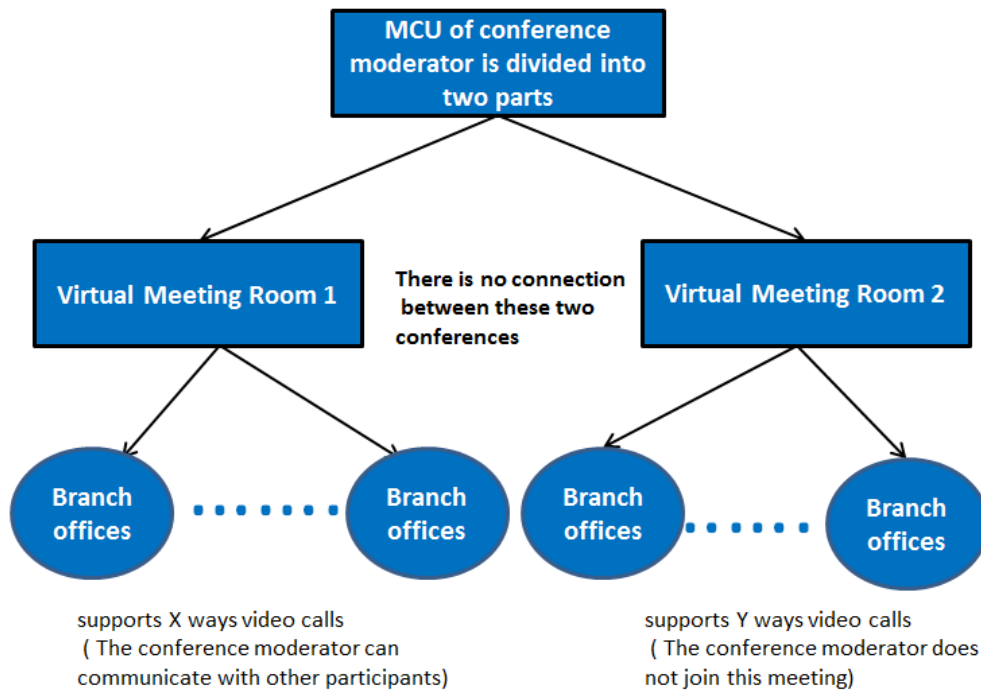 MCU of conference
moderator is divided into
two parts
Virtual Meeting Room 1
There is no connection
between these two
conferences
Virtual Meeting Room 2
Branch
offices
Branch
offices
Branch
offices
Branch
offices
supports X ways video calls
( The conference moderator can
communicate with other participants)
supports Y ways video calls
( The conference moderator does
not join this meeting)